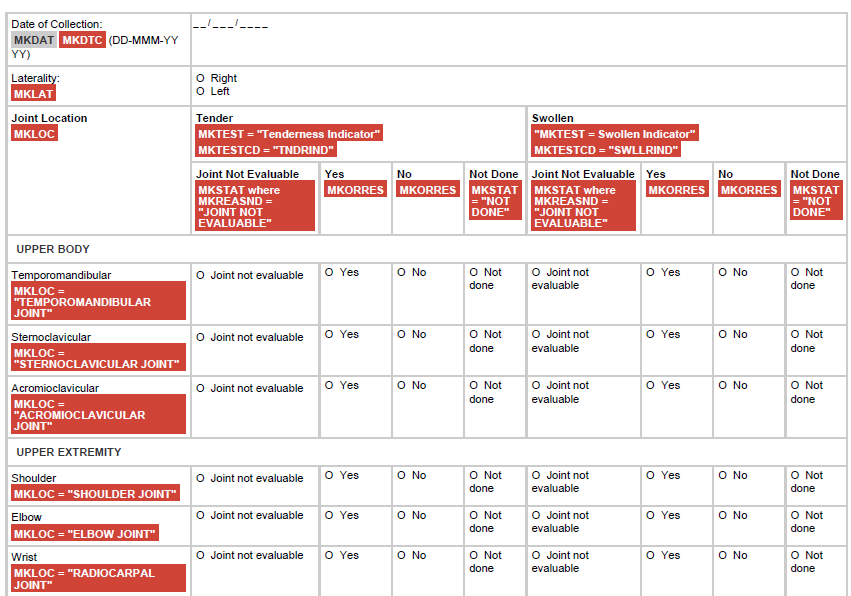 Date of Collection:
__/___/____
MKDAT MKDTC (DD-MMM-YY
YY)
Laterality:
MKLAT
O Right
O Left
Joint Location
MKLOC
Tender
MKTEST = "Tenderness Indicator"
MKTESTCD = "TNDRIND"
Swollen
"MKTEST = Swollen Indicator"
MKTESTCD = "SWLLRIND"
Joint Not Evaluable
MKSTAT where
MKREASND =
"JOINT NOT
EVALUABLE"
Yes
MKORRES
No
MKORRES
Not Done
MKSTAT
= "NOT
DONE"
Joint Not Evaluable
MKSTAT where
MKREASND =
"JOINT NOT
EVALUABLE"
Yes
MKORRES
No
MKORRES
Not Done
MKSTAT
= "NOT
DONE"
UPPER BODY
Temporomandibular
MKLOC =
"TEMPOROMANDIBULAR
JOINT"
O Joint not evaluable
O Yes
O No
O Not
done
O Joint not
evaluable
O Yes
O No
O Not
done
Sternoclavicular
MKLOC =
"STERNOCLAVICULAR JOINT"
O Joint not evaluable
O Yes
O No
O Not
done
O Joint not
evaluable
O Yes
O No
O Not
done
Acromioclavicular
MKLOC =
"ACROMIOCLAVICULAR
JOINT"
O Joint not evaluable
O Yes
O No
O Not
done
O Joint not
evaluable
O Yes
O No
O Not
done
UPPER EXTREMITY
Shoulder
MKLOC = "SHOULDER JOINT"
O Joint not evaluable
O Yes
O No
O Not
done
O Joint not
evaluable
O Yes
O No
O Not
done
Elbow
MKLOC = "ELBOW JOINT"
O Joint not evaluable
O Yes
O No
O Not
done
O Joint not
evaluable
O Yes
O No
O Not
done
Wrist
MKLOC = "RADIOCARPAL
JOINT"
O Joint not evaluable
O Yes
O No
O Not
done
O Joint not
evaluable
O Yes
O No
O Not
done